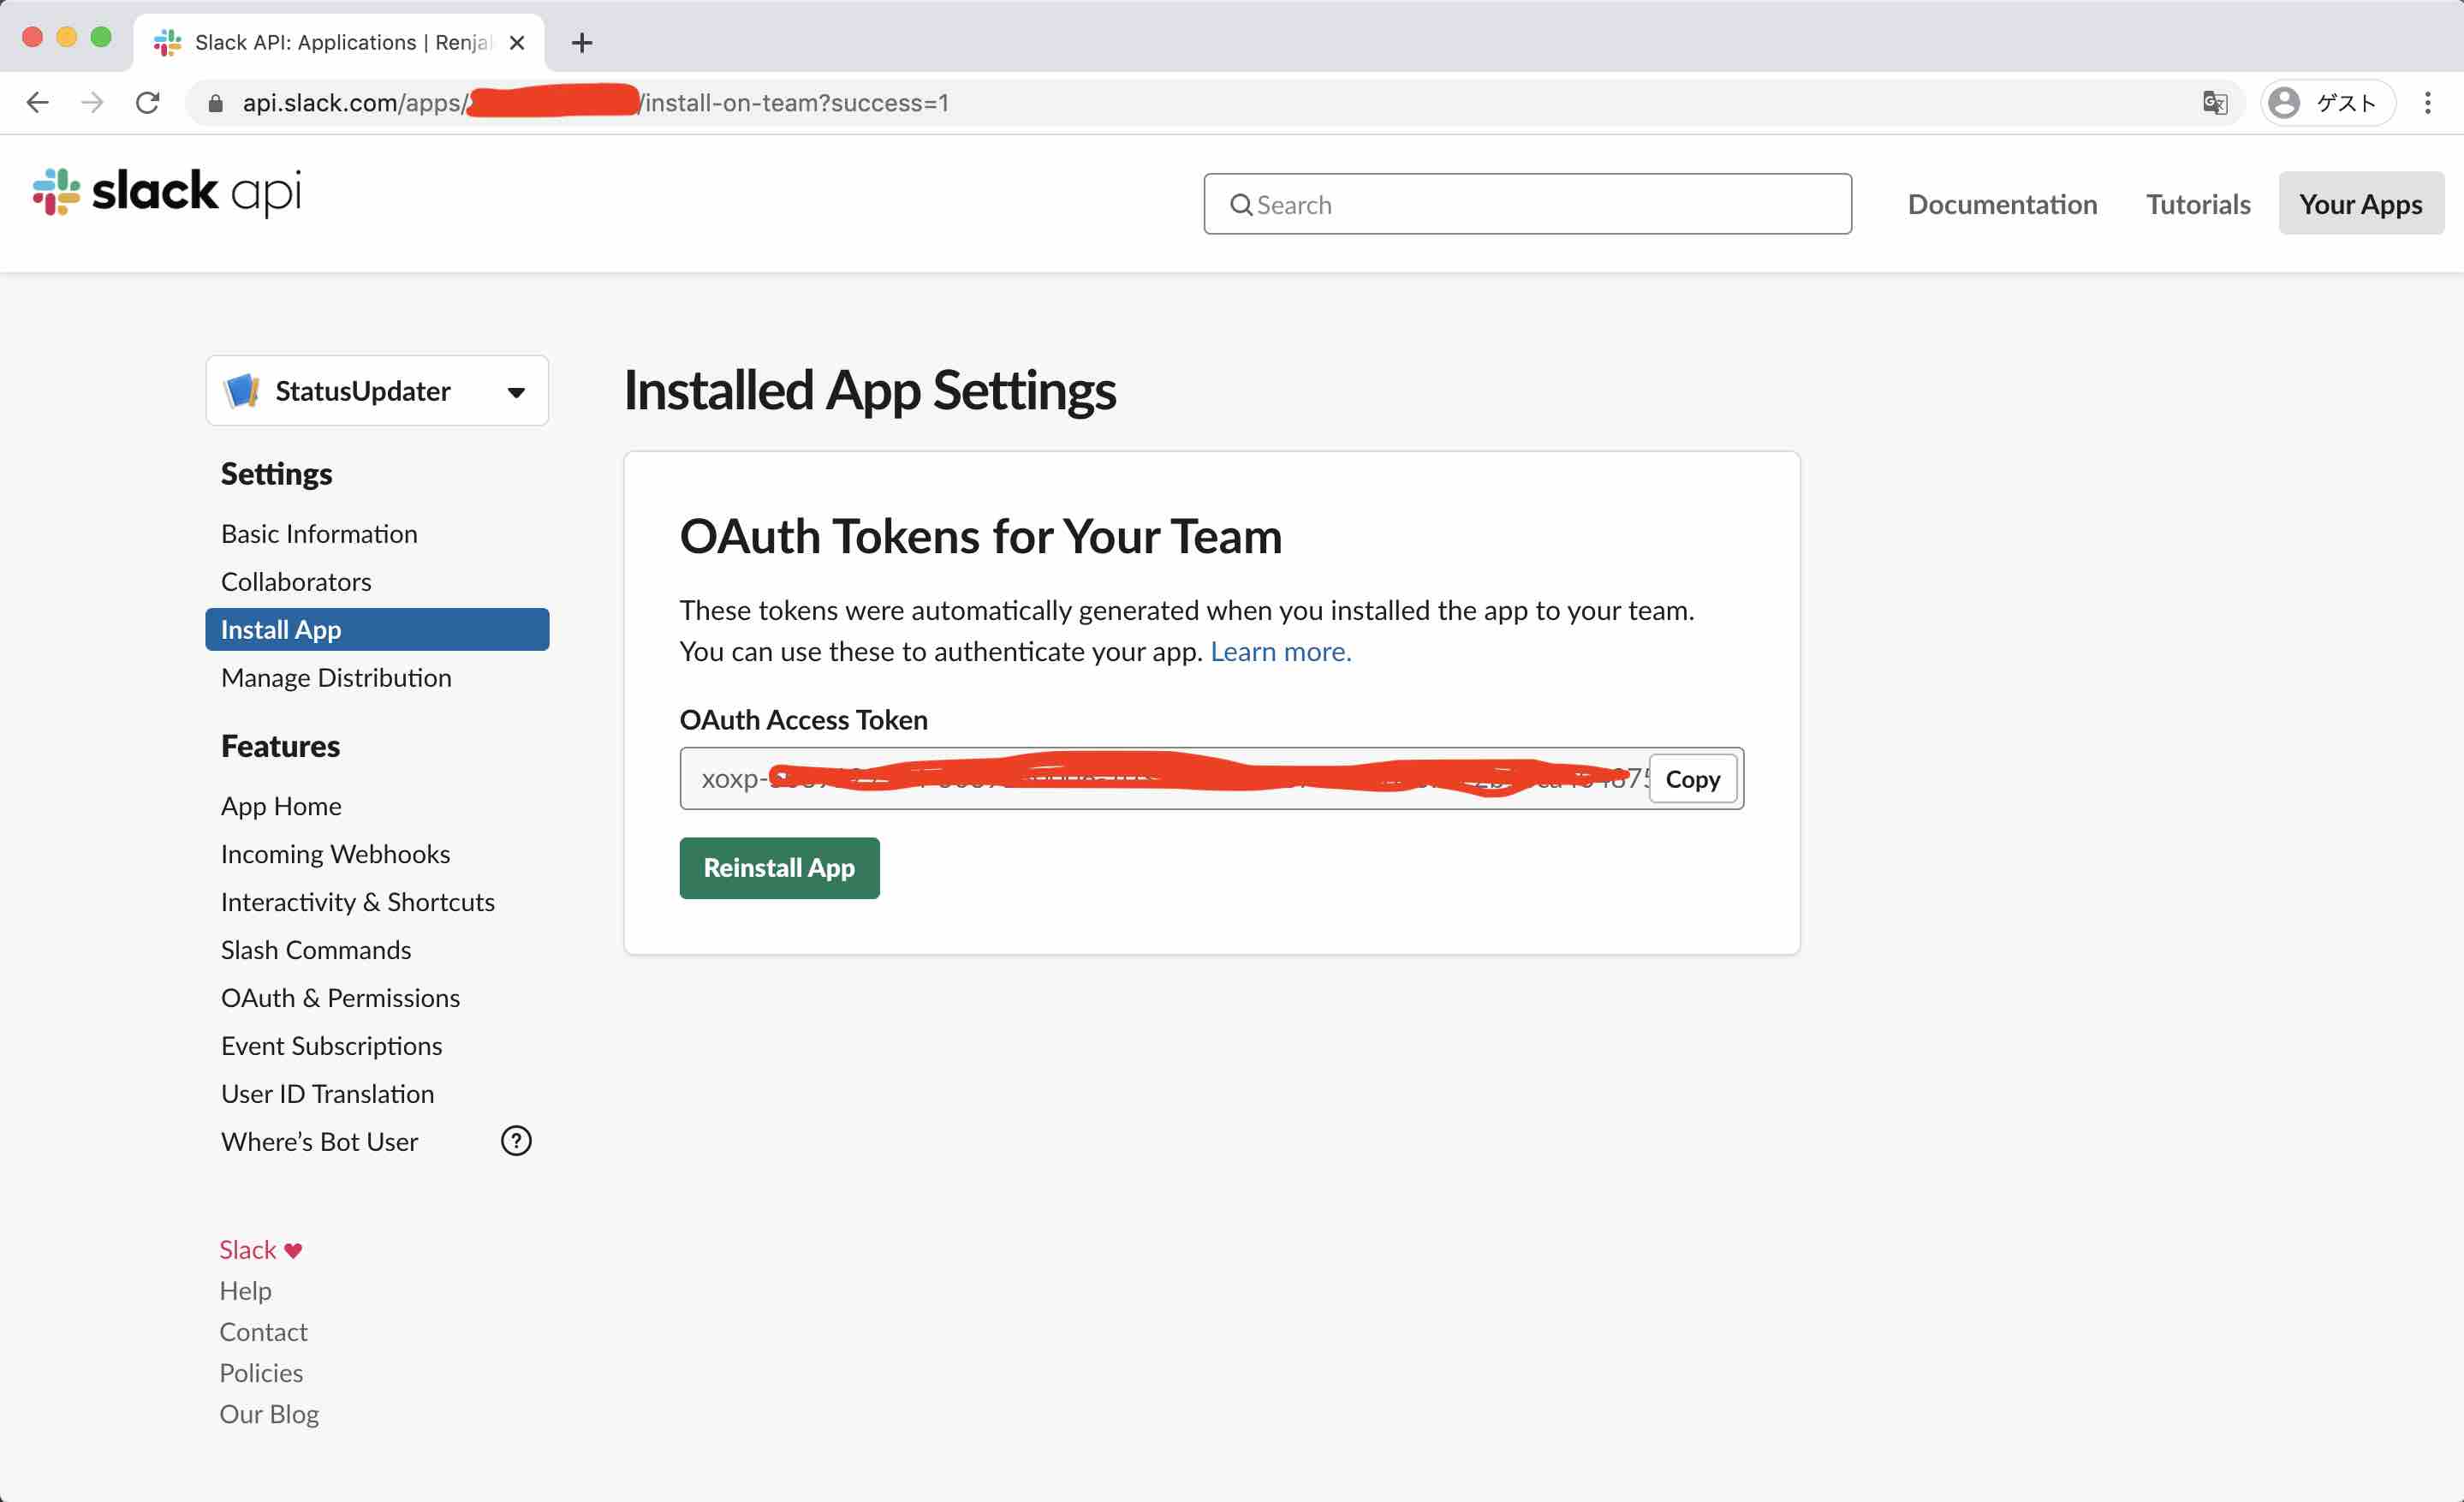 Slack API: Applications | Renja
api.slack.com/apps/ /install-on-team?success=1
ゲスト
slack api
Search
Documentation
Tutorials
Your Apps
StatusUpdater
Settings
Basic Information
Collaborators
Install App
Manage Distribution
Features
App Home
Incoming Webhooks
Interactivity & Shortcuts
Slash Commands
OAuth & Permissions
Event Subscriptions
User ID Translation
Where’s Bot User
?
Slack ♥
Help
Contact
Policies
Our Blog
Installed App Settings
OAuth Tokens for Your Team
These tokens were automatically generated when you installed the app to your team.
You can use these to authenticate your app. Learn more.
OAuth Access Token
xoxp-
Copy
Reinstall App